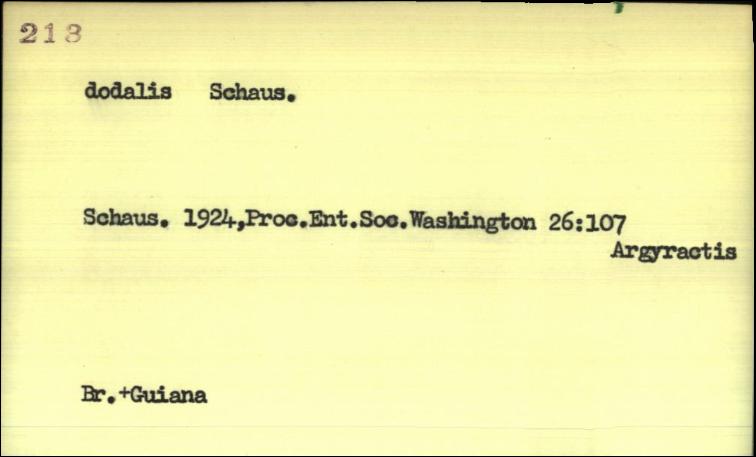 213
dodalis Schaus.
Schaus. 1924,Proc.Ent.Soc.Washington 26:107
Argyractis
Br.+Guiana